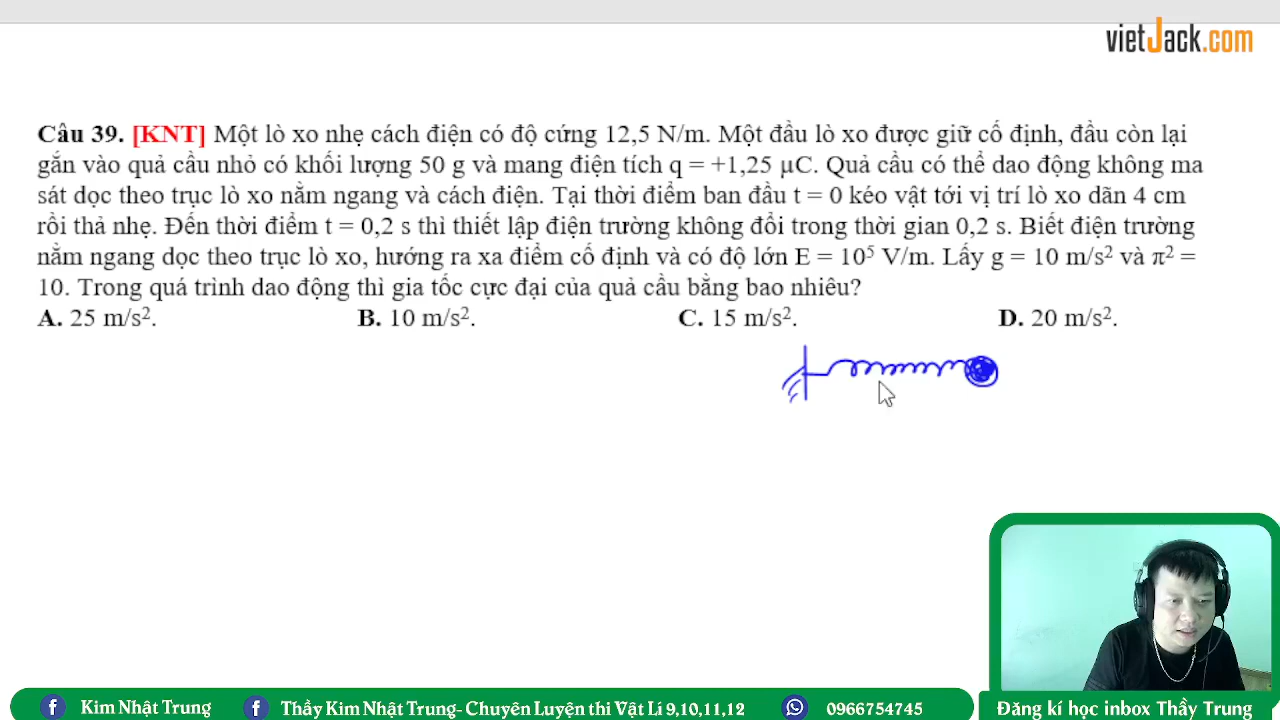 vietJack.com
Câu 39. [KNT] Một lò xo nhẹ cách điện có độ cứng 12,5 N/m. Một đầu lò xo được giữ cố định, đầu còn lại
gắn vào quả cầu nhỏ có khối lượng 50 g và mang điện tích q = +1,25 µC. Quả cầu có thể dao động không ma
sát dọc theo trục lò xo nằm ngang và cách điện. Tại thời điểm ban đầu t = 0 kéo vật tới vị trí lò xo dãn 4 cm
rồi thả nhẹ. Đến thời điểm t = 0,2 s thì thiết lập điện trường không đổi trong thời gian 0,2 s. Biết điện trường
nằm ngang dọc theo trục lò xo, hướng ra xa điểm cố định và có độ lớn E = 10⁵ V/m. Lấy g = 10 m/s² và π² =
10. Trong quá trình dao động thì gia tốc cực đại của quả cầu bằng bao nhiêu?
A. 25 m/s². B. 10 m/s². C. 15 m/s². D. 20 m/s².
Kim Nhật Trung Thầy Kim Nhật Trung- Chuyên Luyện thi Vật Lí 9,10,11,12 0966754745 Đăng kí học inbox Thầy Trung